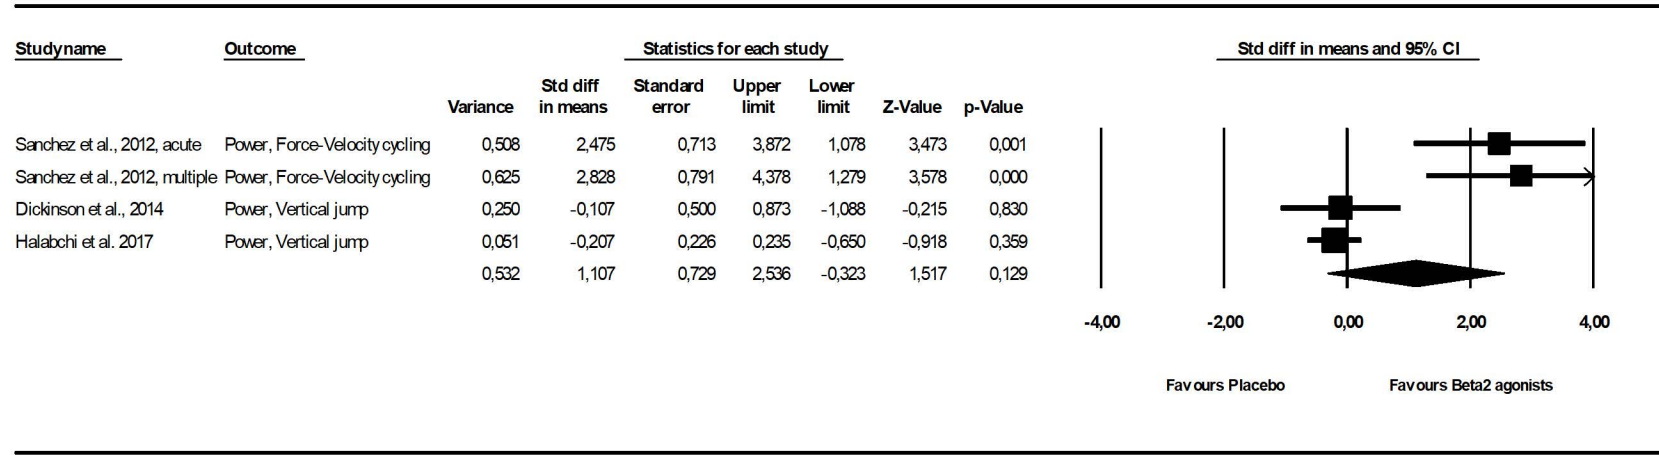 Studyname Outcome Statistics for each study Std diff in means and 95% CI
Std diff Standard Upper Lower
Variance in means error limit limit Z-Value p-Value
Sanchez et al., 2012, acute Power, Force-Velocity cycling 0,508 2,475 0,713 3,872 1,078 3,473 0,001
Sanchez et al., 2012, multiple Power, Force-Velocity cycling 0,625 2,828 0,791 4,378 1,279 3,578 0,000
Dickinson et al., 2014 Power, Vertical jump 0,250 -0,107 0,500 0,873 -1,088 -0,215 0,830
Halabchi et al. 2017 Power, Vertical jump 0,051 -0,207 0,226 0,235 -0,650 -0,918 0,359
0,532 1,107 0,729 2,536 -0,323 1,517 0,129
-4,00 -2,00 0,00 2,00 4,00
Favours Placebo Favours Beta2 agonists